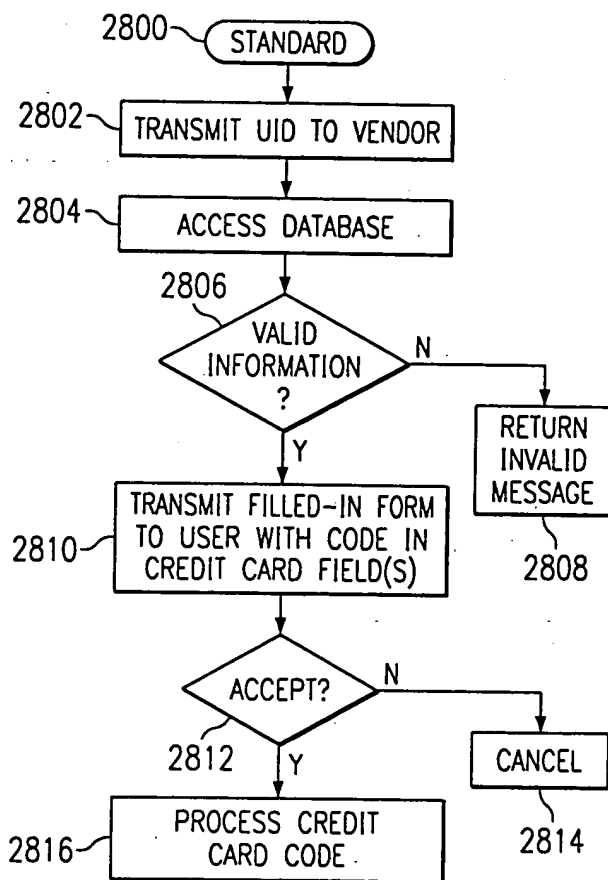 2800
STANDARD
2802
TRANSMIT UID TO VENDOR
2804
ACCESS DATABASE
2806
VALID
INFORMATION
?
N
Y
RETURN
INVALID
MESSAGE
2808
2810
TRANSMIT FILLED-IN FORM
TO USER WITH CODE IN
CREDIT CARD FIELD(S)
ACCEPT?
N
2812
Y
CANCEL
2814
2816
PROCESS CREDIT
CARD CODE